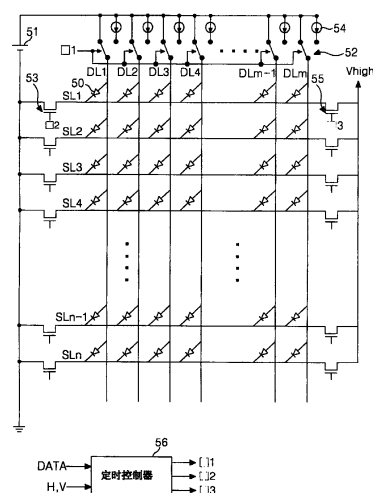 51
54
□1
52
DL1 DL2 DL3 DL4 DLm-1 DLm
Vhigh
50
53
55
SL1
□2
□3
SL2
SL3
SL4
SLn-1
SLn
56
DATA
H,V
定时控制器
[ ]1
[ ]2
[ ]3